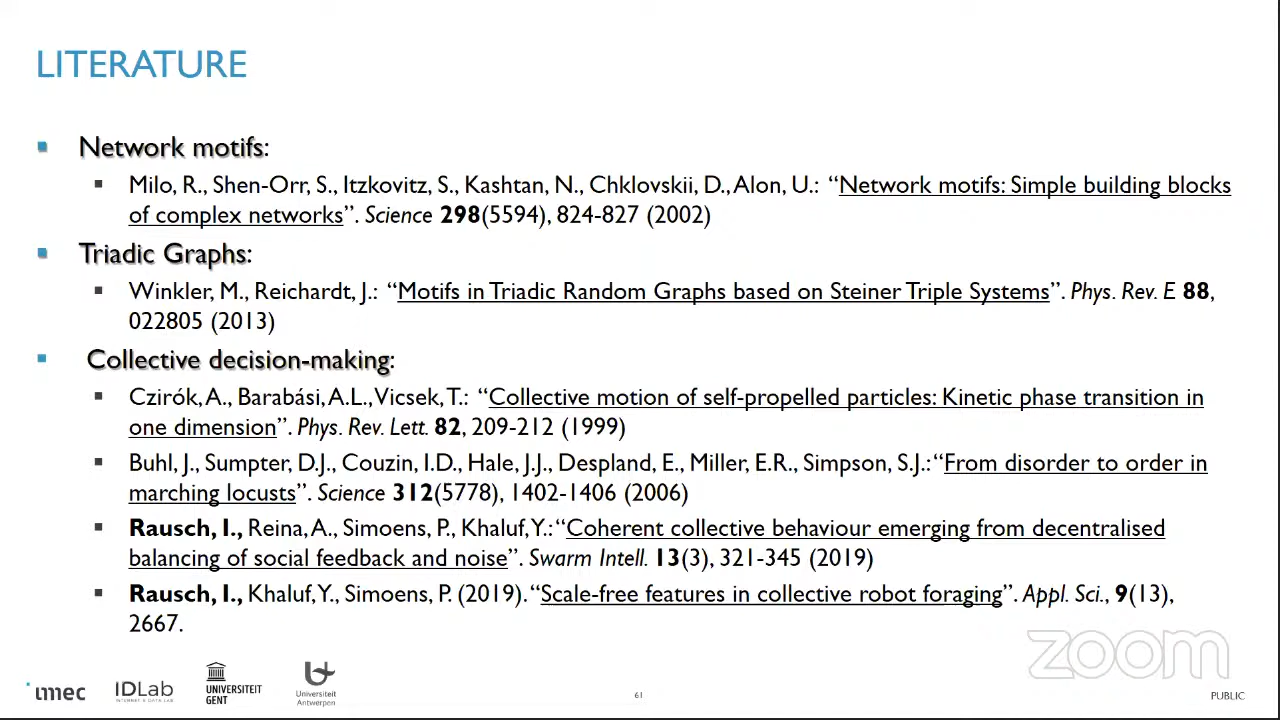 LITERATURE
Network motifs:
Milo, R., Shen-Orr, S., Itzkovitz, S., Kashtan, N., Chklovskii, D., Alon, U.: “Network motifs: Simple building blocks
of complex networks”. Science 298(5594), 824-827 (2002)
Triadic Graphs:
Winkler, M., Reichardt, J.: “Motifs in Triadic Random Graphs based on Steiner Triple Systems”. Phys. Rev. E 88,
022805 (2013)
Collective decision-making:
Czirók, A., Barabási, A.L., Vicsek, T.: “Collective motion of self-propelled particles: Kinetic phase transition in
one dimension”. Phys. Rev. Lett. 82, 209-212 (1999)
Buhl, J., Sumpter, D.J., Couzin, I.D., Hale, J.J., Despland, E., Miller, E.R., Simpson, S.J.: “From disorder to order in
marching locusts”. Science 312(5778), 1402-1406 (2006)
Rausch, I., Reina, A., Simoens, P., Khaluf, Y.: “Coherent collective behaviour emerging from decentralised
balancing of social feedback and noise”. Swarm Intell. 13(3), 321-345 (2019)
Rausch, I., Khaluf, Y., Simoens, P. (2019). “Scale-free features in collective robot foraging”. Appl. Sci., 9(13),
2667.
zoom
imec
IDLab
INTERNET & DATA LAB
UNIVERSITEIT
GENT
Universiteit
Antwerpen
61
PUBLIC